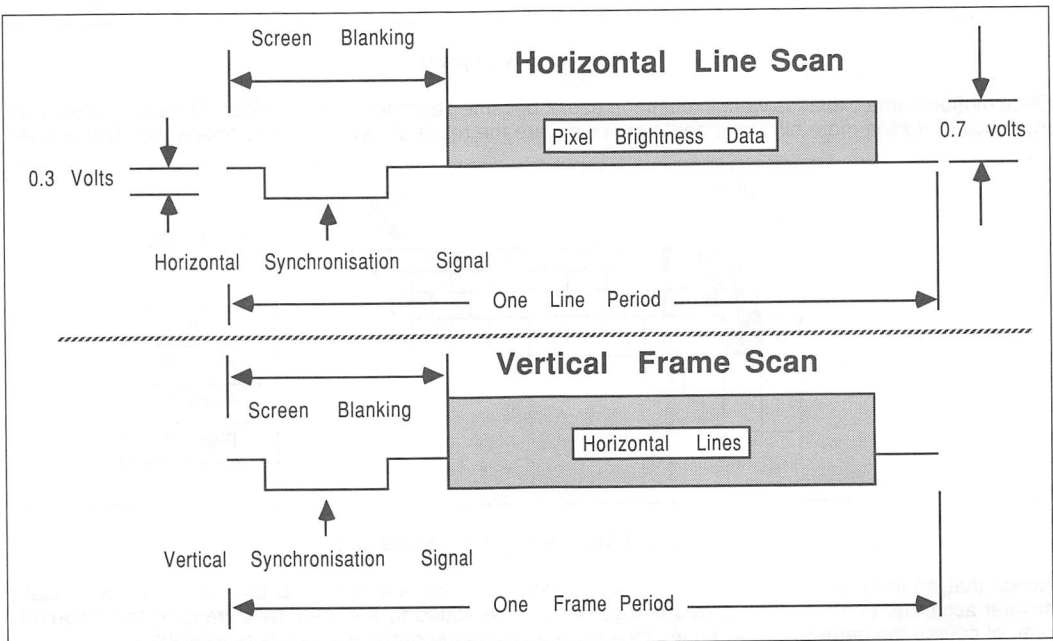 Screen Blanking
Horizontal Line Scan
Pixel Brightness Data
0.7 volts
0.3 Volts
Horizontal Synchronisation Signal
One Line Period
Vertical Frame Scan
Screen Blanking
Horizontal Lines
Vertical Synchronisation Signal
One Frame Period